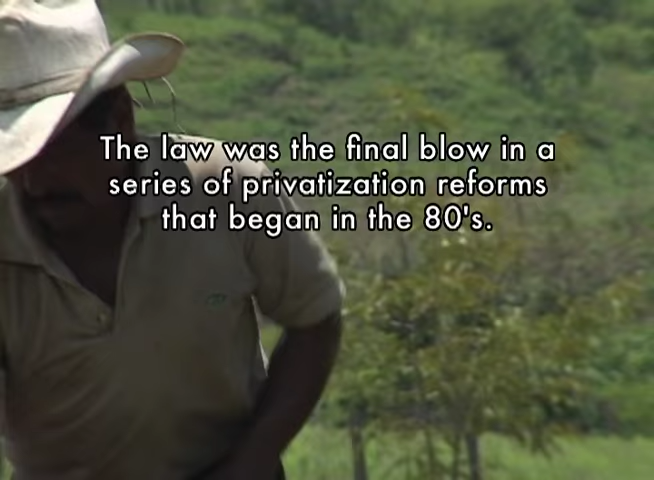 The law was the final blow in a
series of privatization reforms
that began in the 80's.